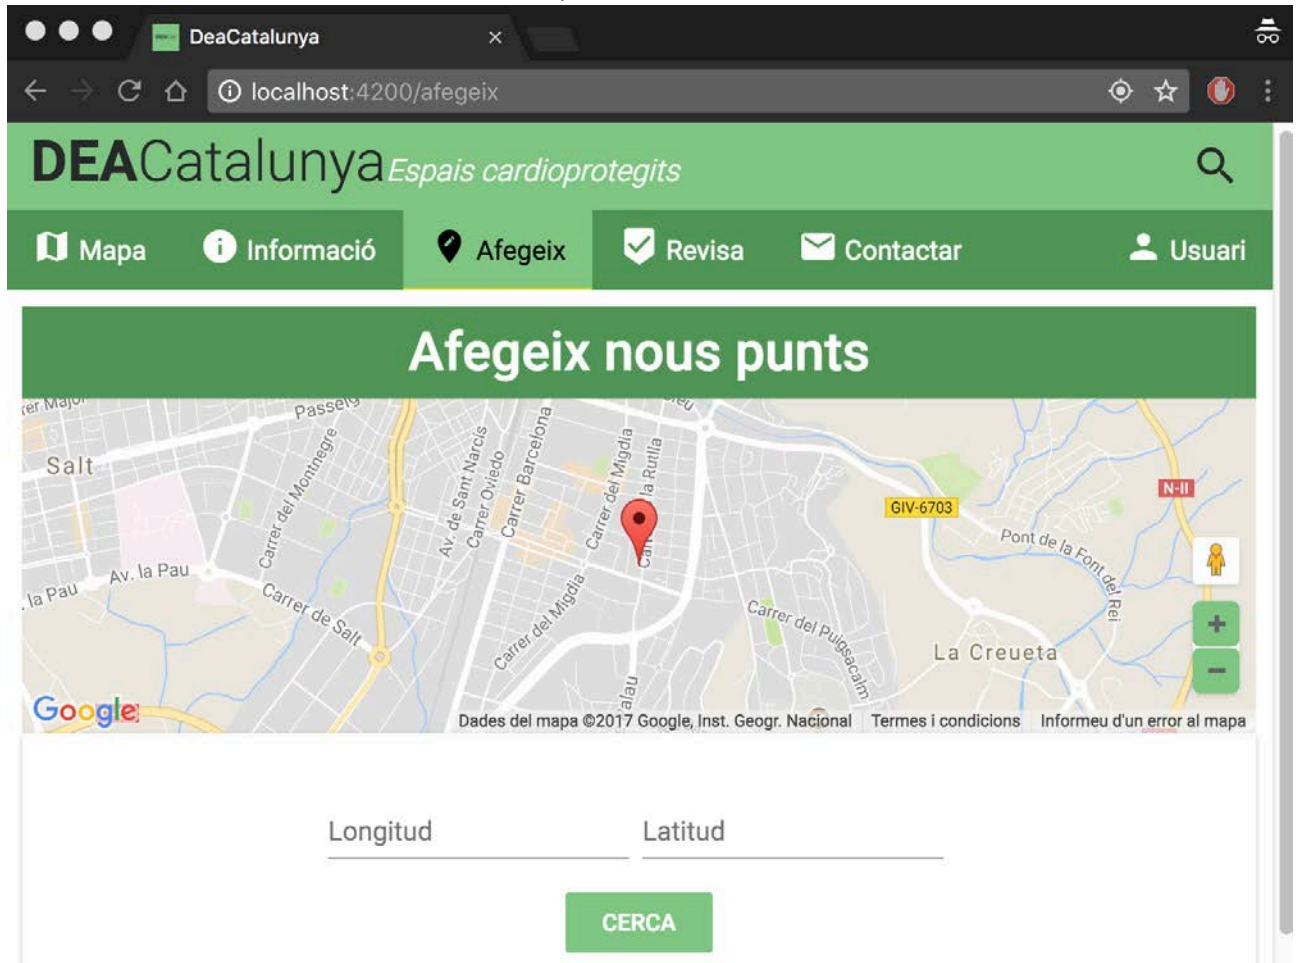 DeaCatalunya
localhost:4200/afegeix
DEACatalunya Espais cardioprotegits
Mapa Informació Afegeix Revisa Contactar Usuari
Afegeix nous punts
Passeig
Salt
Carrer del Montnegre
Av. de Sant Narcís
Carrer Oviedo
Carrer Barcelona
Carrer del Migdia
la Rutlla
GIV-6703
N-II
Pont de la Font del Rei
Av. la Pau
la Pau
Carrer de Salt
Carrer del Migdia
Carrer del Puigsacalm
La Creueta
+
−
Google
Dades del mapa ©2017 Google, Inst. Geogr. Nacional Termes i condicions Informeu d'un error al mapa
Longitud Latitud
CERCA